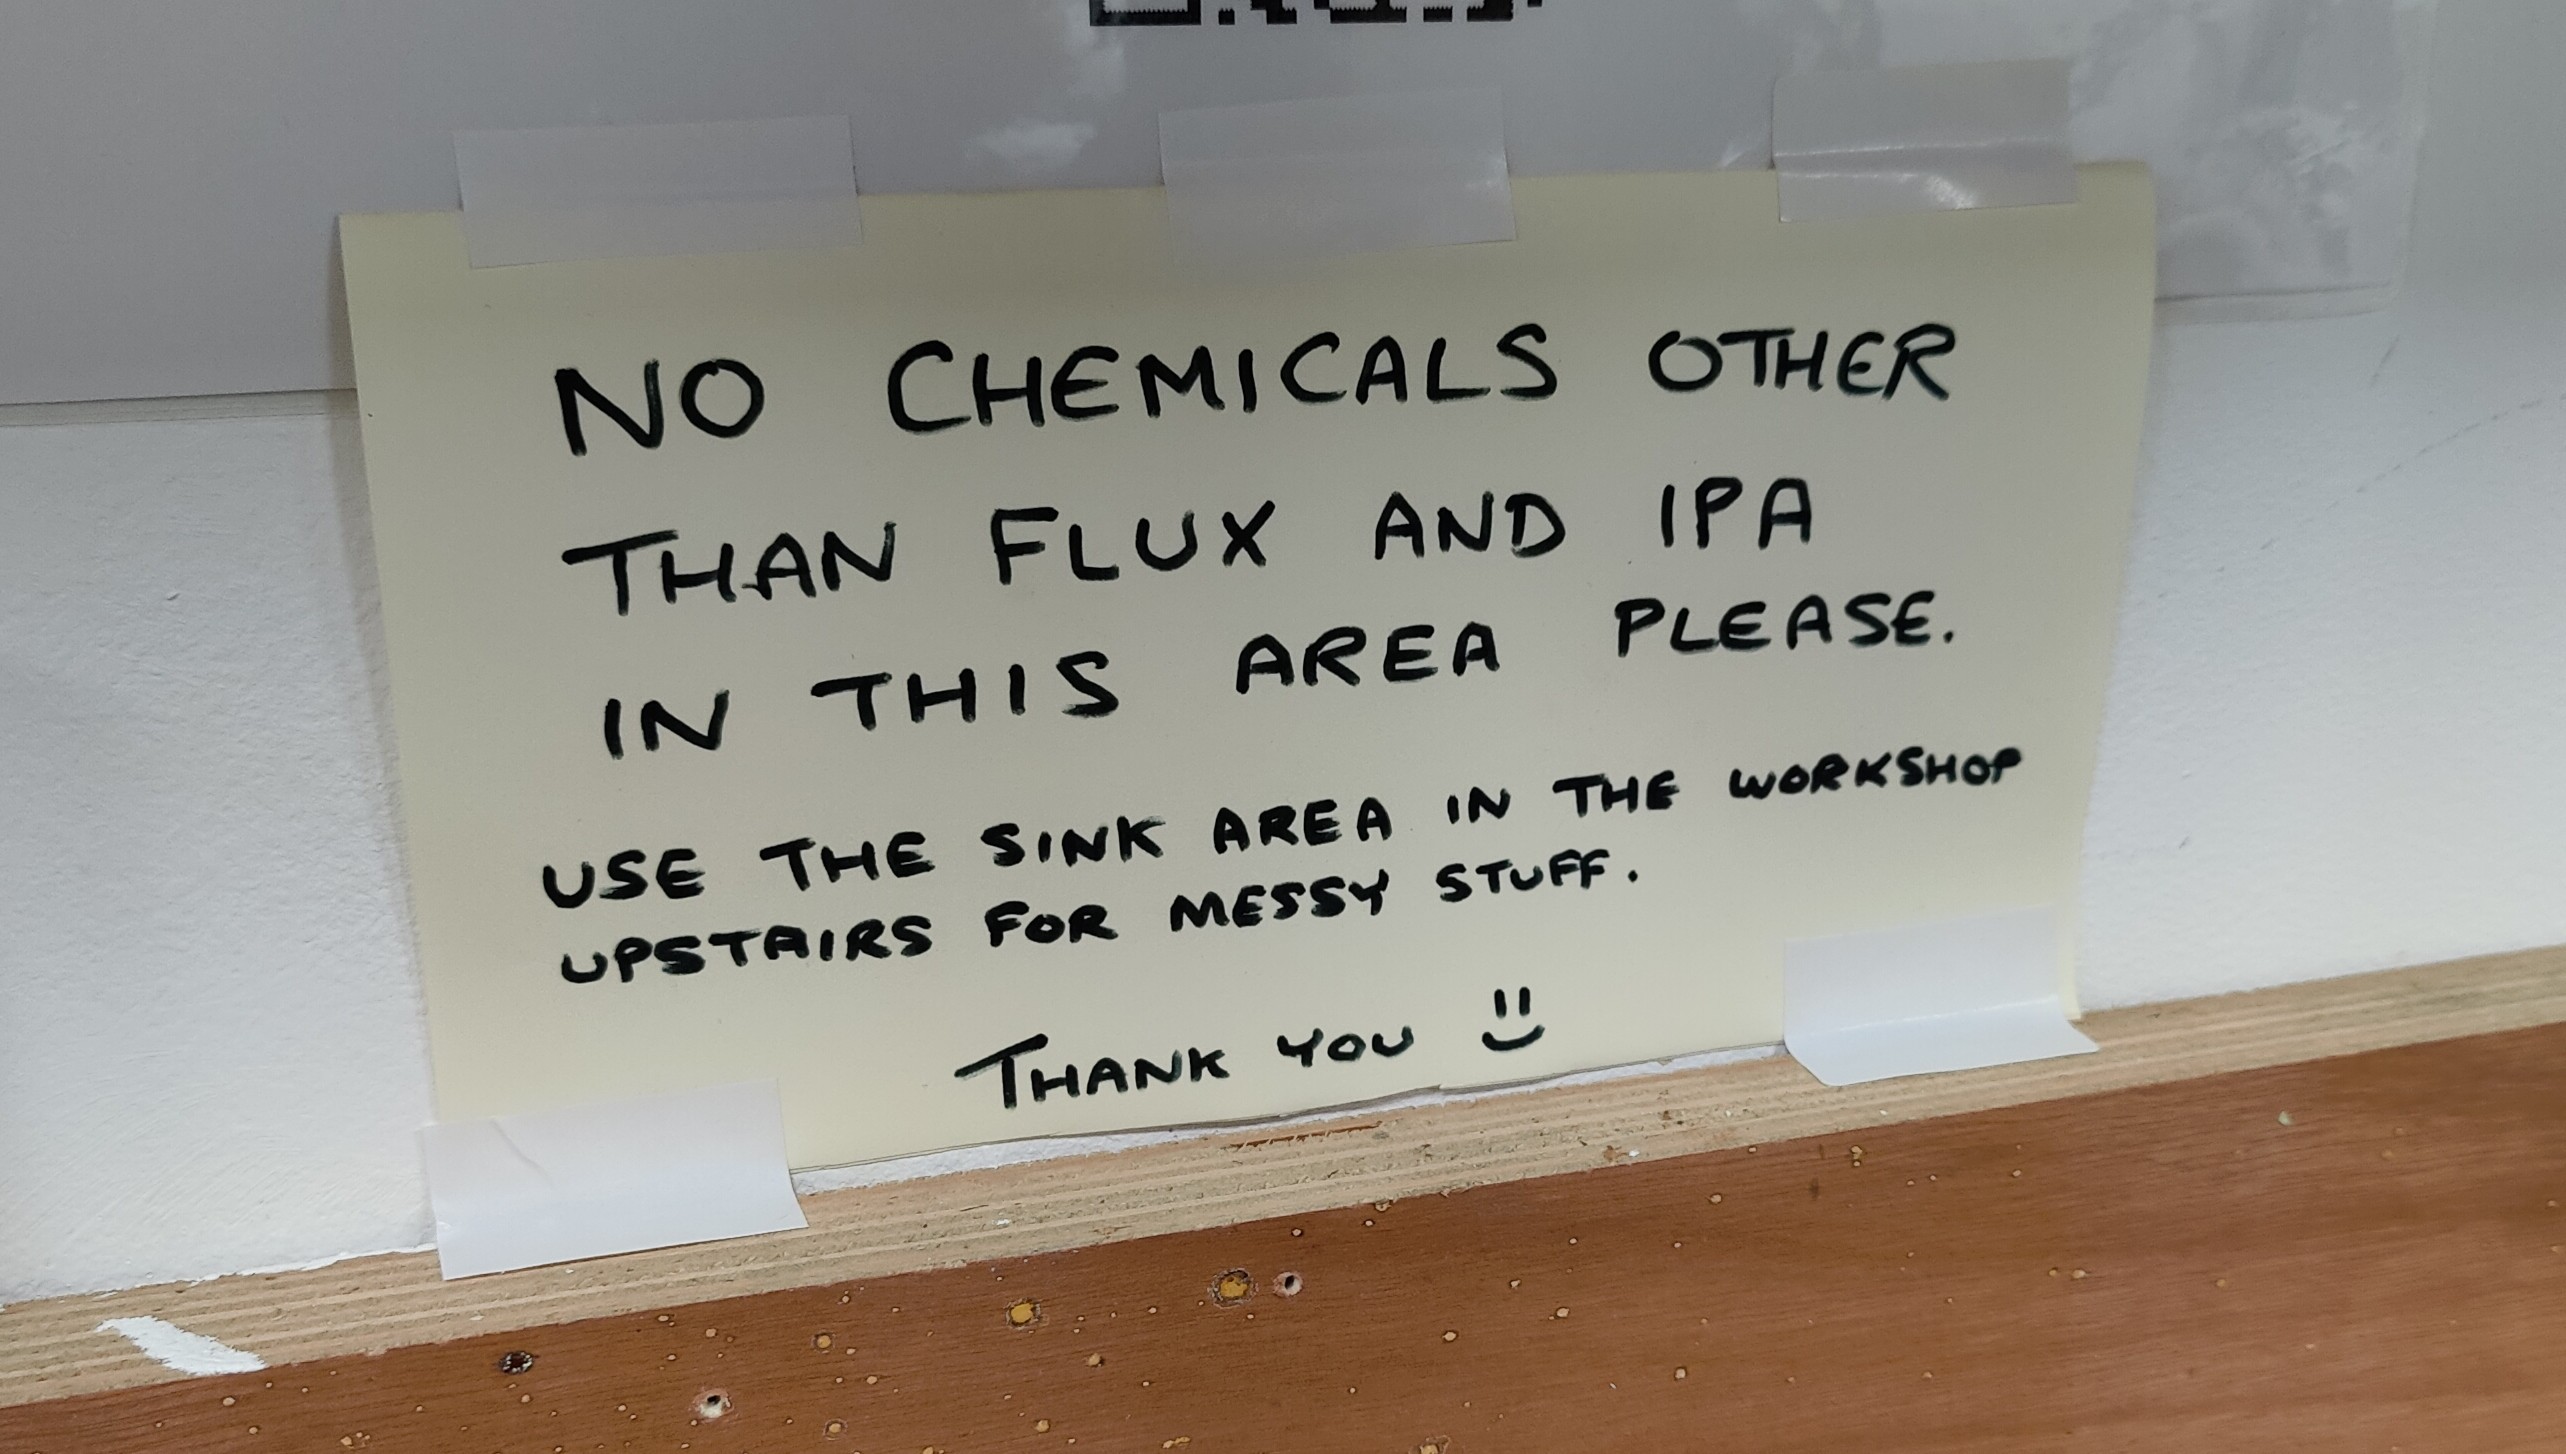 NO CHEMICALS OTHER
THAN FLUX AND IPA
IN THIS AREA PLEASE.
USE THE SINK AREA IN THE WORKSHOP
UPSTAIRS FOR MESSY STUFF.
THANK YOU